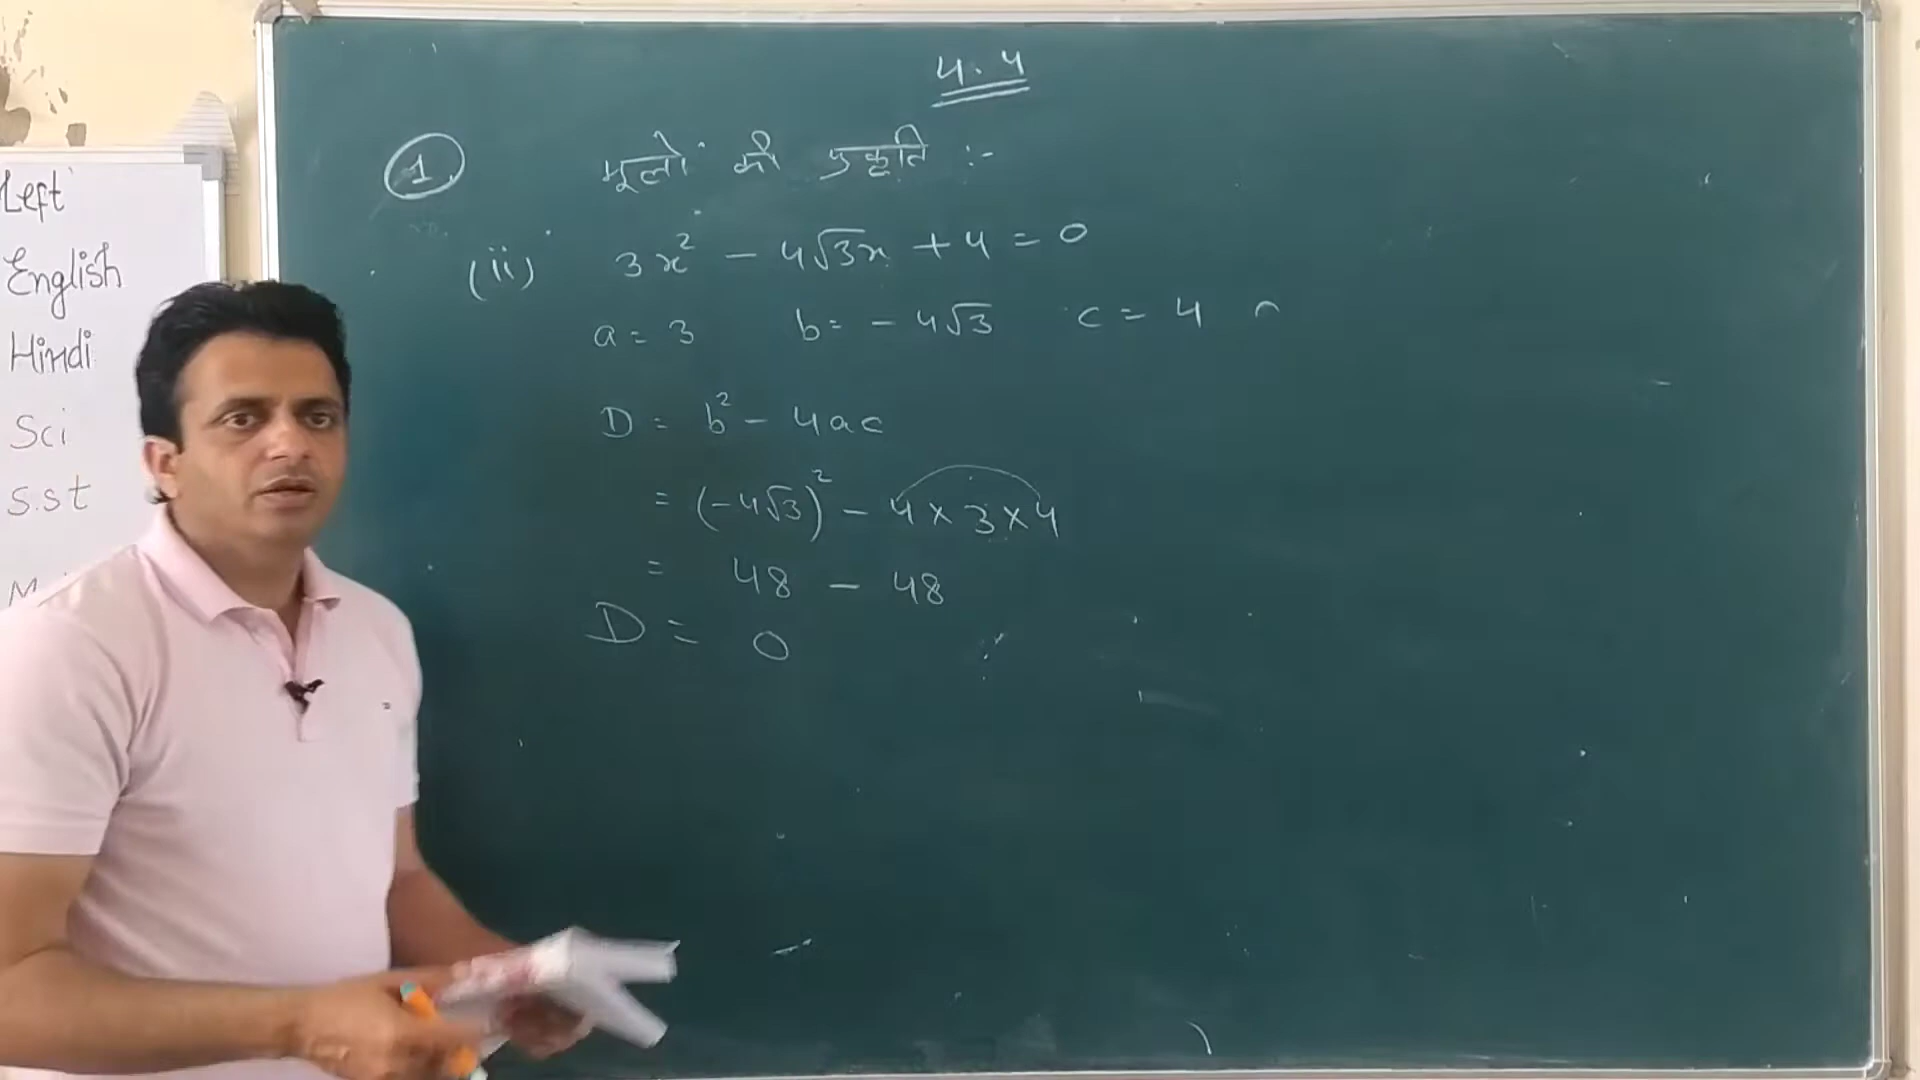 4.4
1
मूलों की प्रकृति :-
(ii) 3x² - 4√3x + 4 = 0
a = 3 b = - 4√3 c = 4
D = b² - 4ac
= (-4√3)² - 4 × 3 × 4
= 48 - 48
D = 0
Left
English
Hindi
Sci
S.st